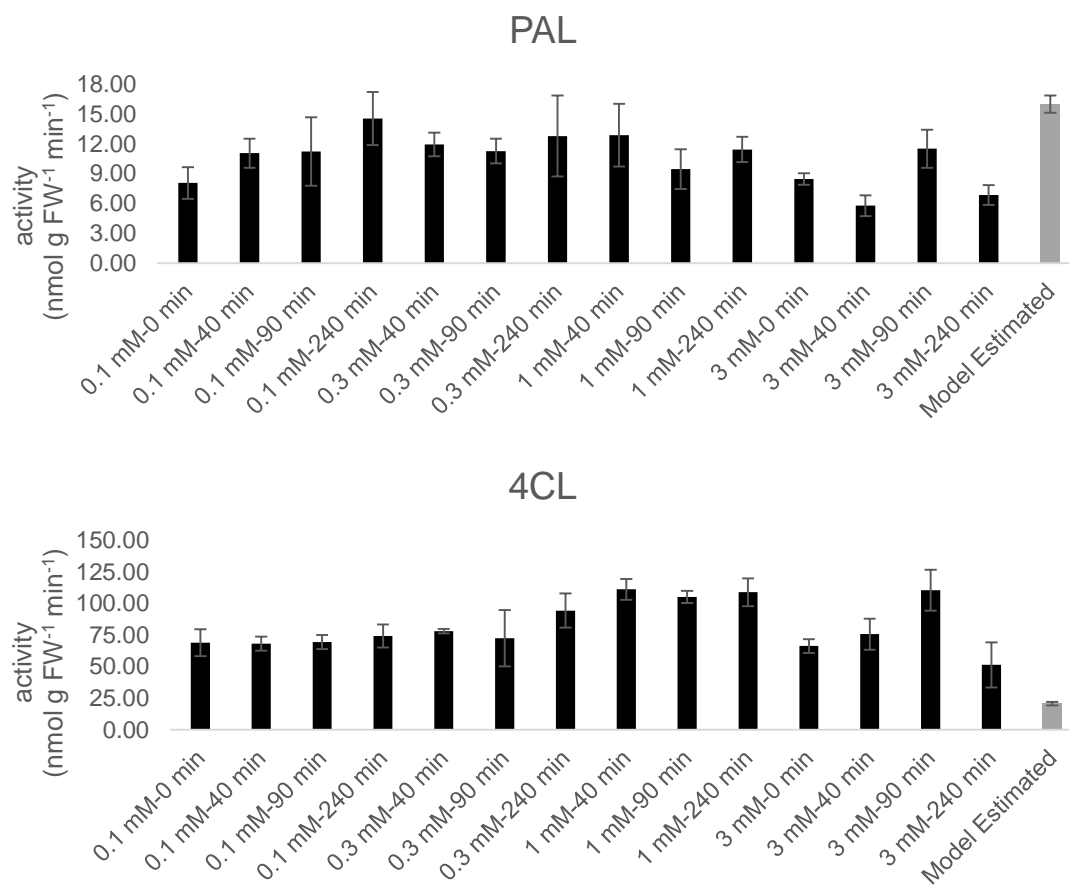 PAL
activity
(nmol g FW⁻¹ min⁻¹)
18.00
15.00
12.00
9.00
6.00
3.00
0.00
0.1 mM-0 min
0.1 mM-40 min
0.1 mM-90 min
0.1 mM-240 min
0.3 mM-40 min
0.3 mM-90 min
0.3 mM-240 min
1 mM-40 min
1 mM-90 min
1 mM-240 min
3 mM-0 min
3 mM-40 min
3 mM-90 min
3 mM-240 min
Model Estimated
4CL
activity
(nmol g FW⁻¹ min⁻¹)
150.00
125.00
100.00
75.00
50.00
25.00
0.00
0.1 mM-0 min
0.1 mM-40 min
0.1 mM-90 min
0.1 mM-240 min
0.3 mM-40 min
0.3 mM-90 min
0.3 mM-240 min
1 mM-40 min
1 mM-90 min
1 mM-240 min
3 mM-0 min
3 mM-40 min
3 mM-90 min
3 mM-240 min
Model Estimated